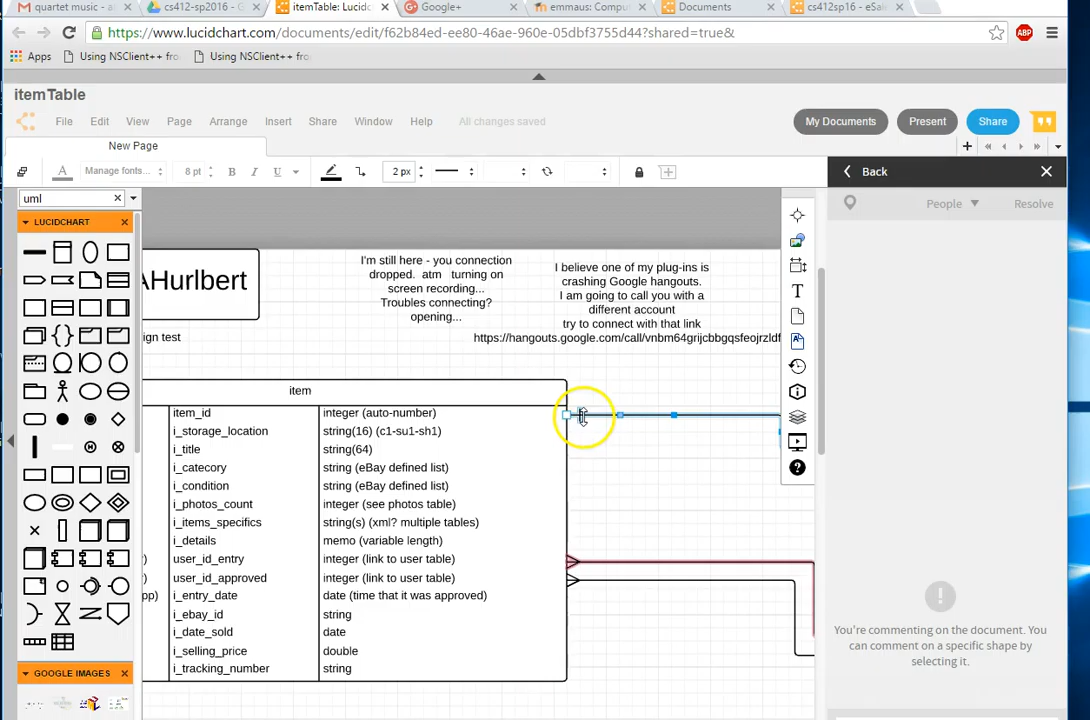 quartet music - a
cs412-sp2016 - G
itemTable: Lucidc
Google+
emmaus: Compu
Documents
cs412sp16 - eSale
https://www.lucidchart.com/documents/edit/f62b84ed-ee80-46ae-960e-05dbf3755d44?shared=true&
ABP
Apps
Using NSClient++ fro
Using NSClient++ fro
itemTable
File
Edit
View
Page
Arrange
Insert
Share
Window
Help
All changes saved
My Documents
Present
Share
New Page
Manage fonts...
8 pt
B
I
U
2 px
Back
People
Resolve
uml
LUCIDCHART
AHurlbert
I'm still here - you connection
dropped. atm turning on
screen recording...
Troubles connecting?
opening...
I believe one of my plug-ins is
crashing Google hangouts.
I am going to call you with a
different account
try to connect with that link
https://hangouts.google.com/call/vnbm64grijcbbgqsfeojrzldf
ign test
item
item_id integer (auto-number)
i_storage_location string(16) (c1-su1-sh1)
i_title string(64)
i_catecory string (eBay defined list)
i_condition string (eBay defined list)
i_photos_count integer (see photos table)
i_items_specifics string(s) (xml? multiple tables)
i_details memo (variable length)
) user_id_entry integer (link to user table)
) user_id_approved integer (link to user table)
pp) i_entry_date date (time that it was approved)
i_ebay_id string
i_date_sold date
i_selling_price double
i_tracking_number string
You're commenting on the document. You
can comment on a specific shape by
selecting it.
GOOGLE IMAGES